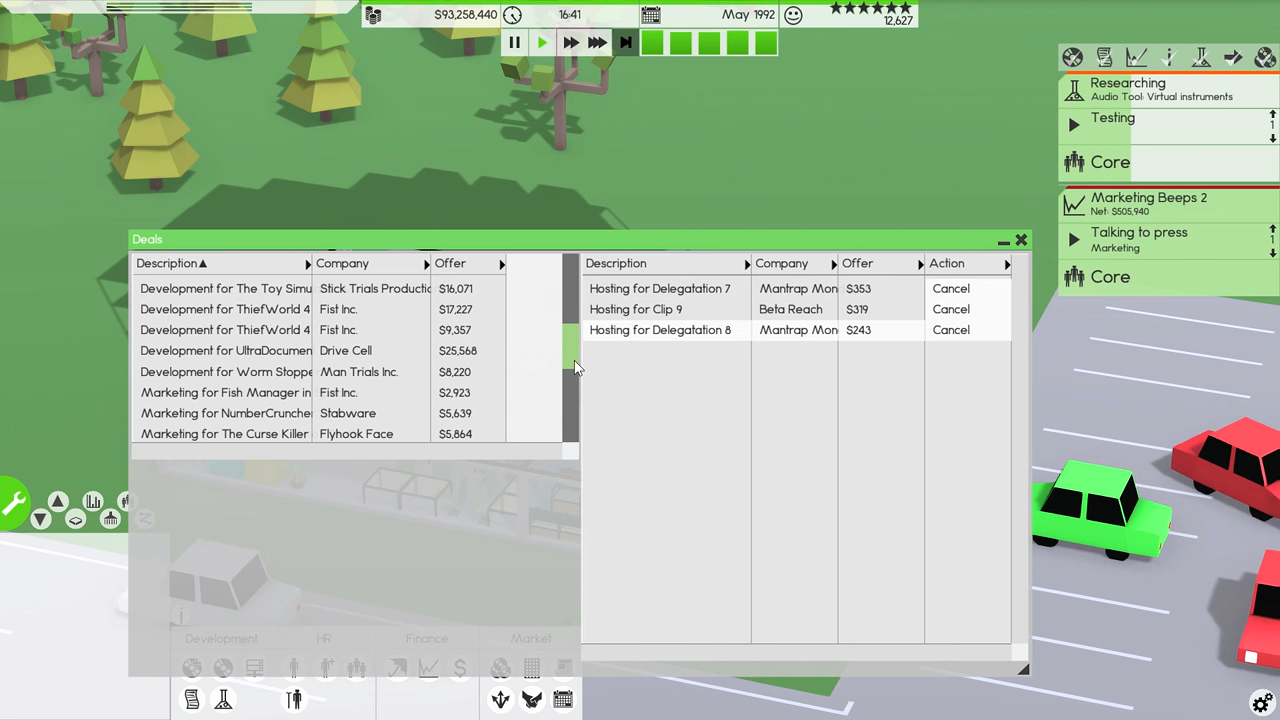 $93,258,440
16:41
May 1992
12,627
Researching
Audio Tool: Virtual instruments
Testing
1
Core
Marketing Beeps 2
Net: $505,940
Talking to press
Marketing
1
Core
Deals
Description Company Offer
Development for The Toy Simu Stick Trials Productic $16,071
Development for ThiefWorld 4 Fist Inc. $17,227
Development for ThiefWorld 4 Fist Inc. $9,357
Development for UltraDocumen Drive Cell $25,568
Development for Worm Stoppe Man Trials Inc. $8,220
Marketing for Fish Manager in Fist Inc. $2,923
Marketing for NumberCrunche Stabware $5,639
Marketing for The Curse Killer Flyhook Face $5,864
Description Company Offer Action
Hosting for Delegatation 7 Mantrap Mon $353 Cancel
Hosting for Clip 9 Beta Reach $319 Cancel
Hosting for Delegatation 8 Mantrap Mon $243 Cancel
Development HR Finance Market